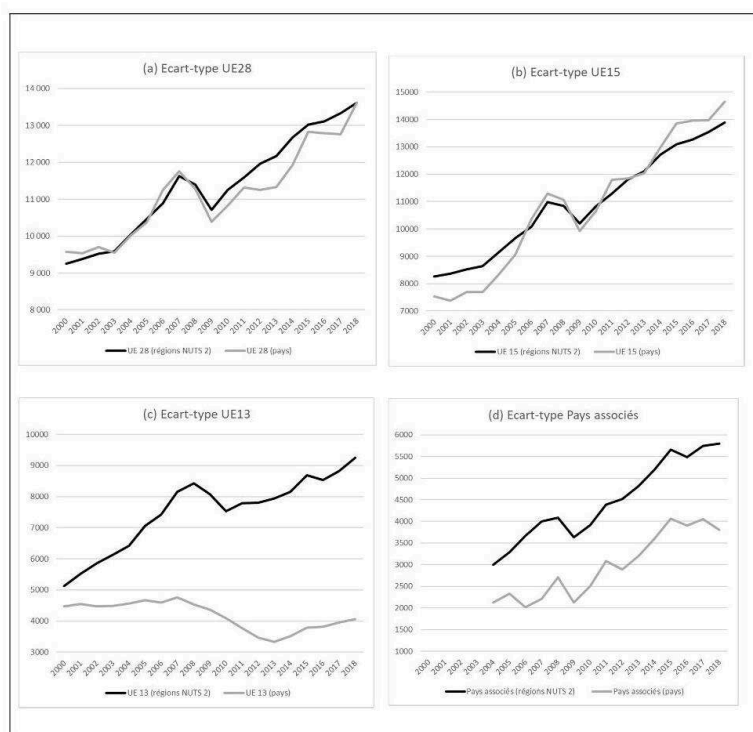 (a) Ecart-type UE28
14 000
13 000
12 000
11 000
10 000
9 000
8 000
2000 2001 2002 2003 2004 2005 2006 2007 2008 2009 2010 2011 2012 2013 2014 2015 2016 2017 2018
UE 28 (régions NUTS 2) UE 28 (pays)
(b) Ecart-type UE15
15000
14000
13000
12000
11000
10000
9000
8000
7000
2000 2001 2002 2003 2004 2005 2006 2007 2008 2009 2010 2011 2012 2013 2014 2015 2016 2017 2018
UE 15 (régions NUTS 2) UE 15 (pays)
(c) Ecart-type UE13
10000
9000
8000
7000
6000
5000
4000
3000
2000 2001 2002 2003 2004 2005 2006 2007 2008 2009 2010 2011 2012 2013 2014 2015 2016 2017 2018
UE 13 (régions NUTS 2) UE 13 (pays)
(d) Ecart-type Pays associés
6000
5500
5000
4500
4000
3500
3000
2500
2000
1500
1000
2000 2001 2002 2003 2004 2005 2006 2007 2008 2009 2010 2011 2012 2013 2014 2015 2016 2017 2018
Pays associés (régions NUTS 2) Pays associés (pays)